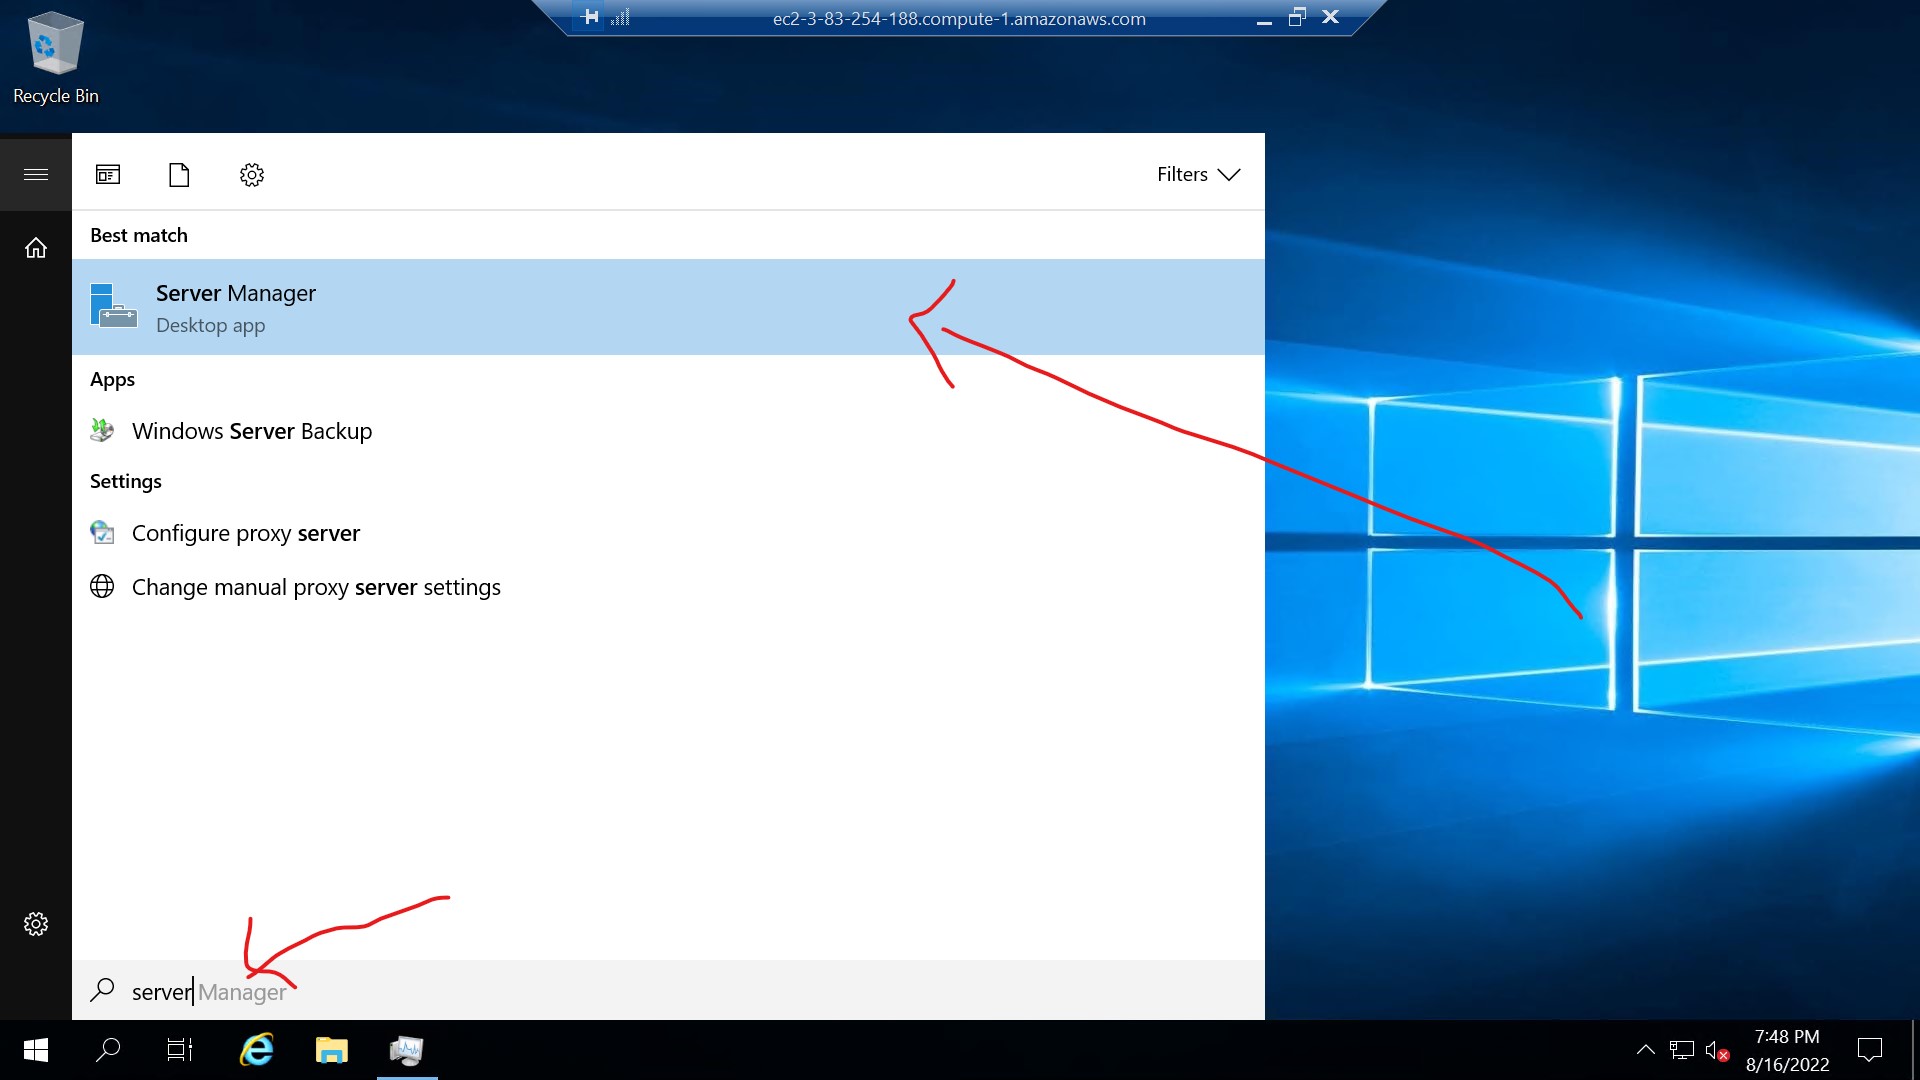 ec2-3-83-254-188.compute-1.amazonaws.com
Recycle Bin
Filters
Best match
Server Manager
Desktop app
Apps
Windows Server Backup
Settings
Configure proxy server
Change manual proxy server settings
server Manager
7:48 PM
8/16/2022